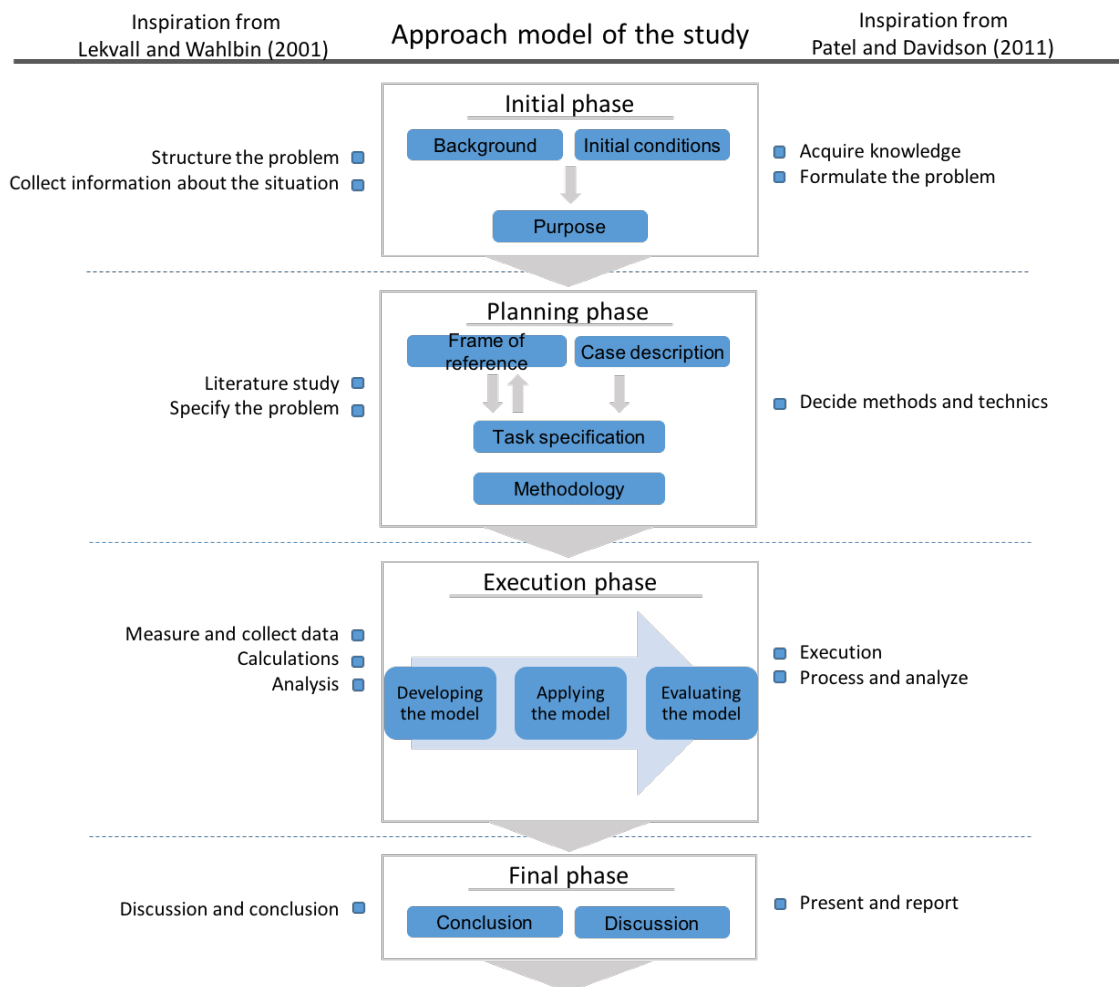 Inspiration from
Lekvall and Wahlbin (2001)
Approach model of the study
Inspiration from
Patel and Davidson (2011)
Initial phase
Background
Initial conditions
Purpose
Structure the problem
Collect information about the situation
Acquire knowledge
Formulate the problem
Planning phase
Frame of
reference
Case description
Task specification
Methodology
Literature study
Specify the problem
Decide methods and technics
Execution phase
Developing
the model
Applying
the model
Evaluating
the model
Measure and collect data
Calculations
Analysis
Execution
Process and analyze
Final phase
Conclusion
Discussion
Discussion and conclusion
Present and report